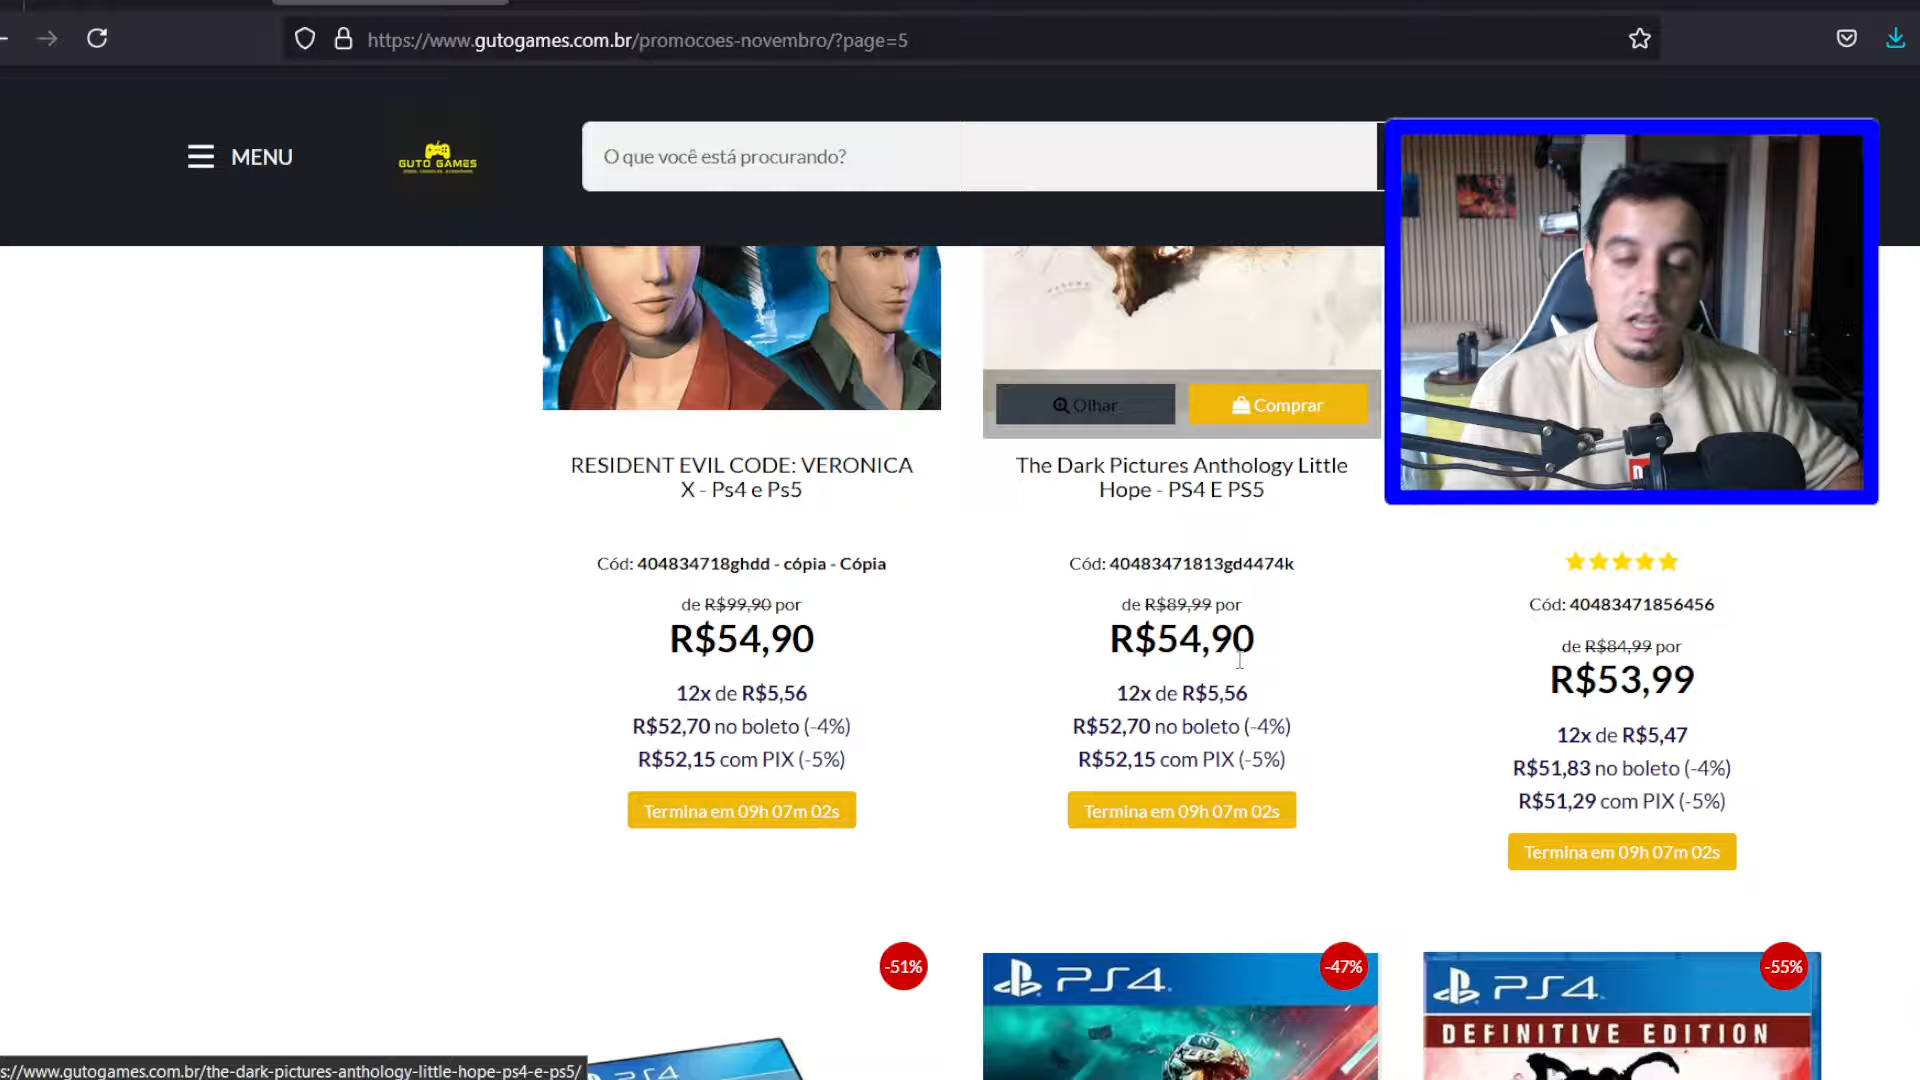 https://www.gutogames.com.br/promocoes-novembro/?page=5
MENU
GUTO GAMES
O que você está procurando?
Olhar
Comprar
RESIDENT EVIL CODE: VERONICA
X - Ps4 e Ps5
Cód: 404834718ghdd - cópia - Cópia
de R$99,90 por
R$54,90
12x de R$5,56
R$52,70 no boleto (-4%)
R$52,15 com PIX (-5%)
Termina em 09h 07m 02s
The Dark Pictures Anthology Little
Hope - PS4 E PS5
Cód: 40483471813gd4474k
de R$89,99 por
R$54,90
12x de R$5,56
R$52,70 no boleto (-4%)
R$52,15 com PIX (-5%)
Termina em 09h 07m 02s
Cód: 40483471856456
de R$84,99 por
R$53,99
12x de R$5,47
R$51,83 no boleto (-4%)
R$51,29 com PIX (-5%)
Termina em 09h 07m 02s
-51%
-47%
-55%
PS4
PS4
PS4
DEFINITIVE EDITION
s://www.gutogames.com.br/the-dark-pictures-anthology-little-hope-ps4-e-ps5/